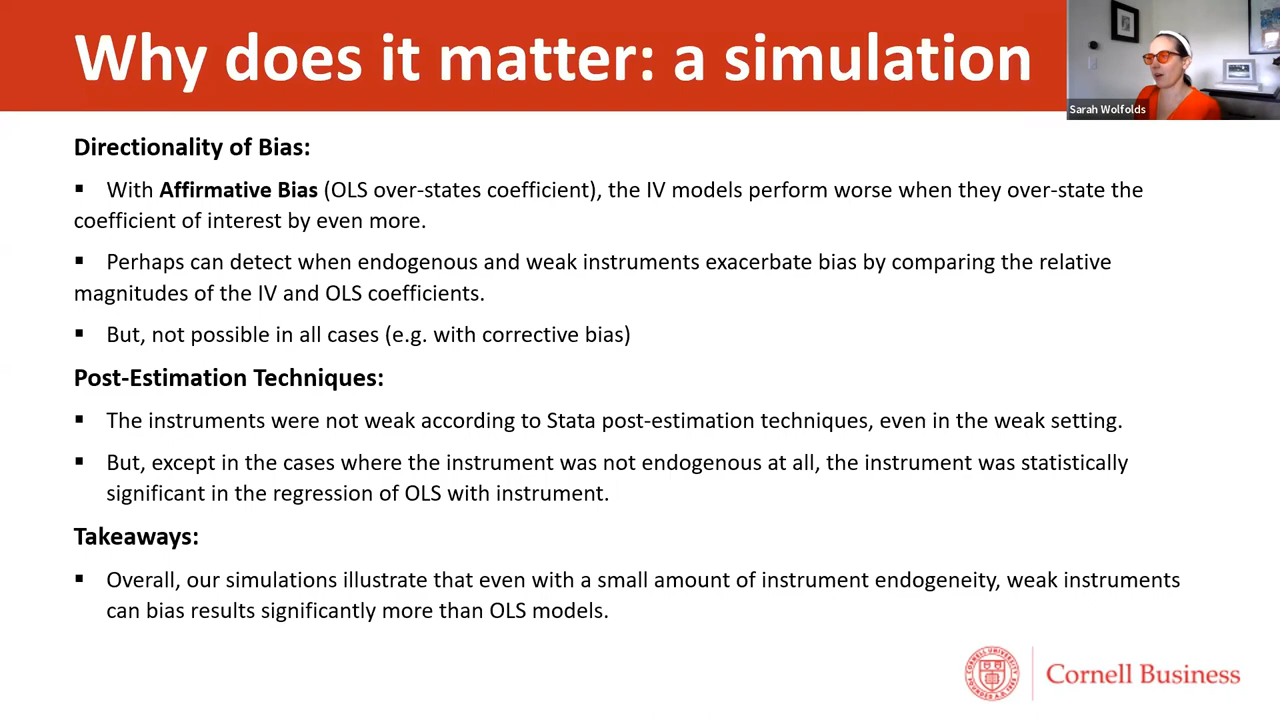 Why does it matter: a simulation
Sarah Wolfolds
Directionality of Bias:
▪ With Affirmative Bias (OLS over-states coefficient), the IV models perform worse when they over-state the
coefficient of interest by even more.
▪ Perhaps can detect when endogenous and weak instruments exacerbate bias by comparing the relative
magnitudes of the IV and OLS coefficients.
▪ But, not possible in all cases (e.g. with corrective bias)
Post-Estimation Techniques:
▪ The instruments were not weak according to Stata post-estimation techniques, even in the weak setting.
▪ But, except in the cases where the instrument was not endogenous at all, the instrument was statistically
significant in the regression of OLS with instrument.
Takeaways:
▪ Overall, our simulations illustrate that even with a small amount of instrument endogeneity, weak instruments
can bias results significantly more than OLS models.
Cornell Business